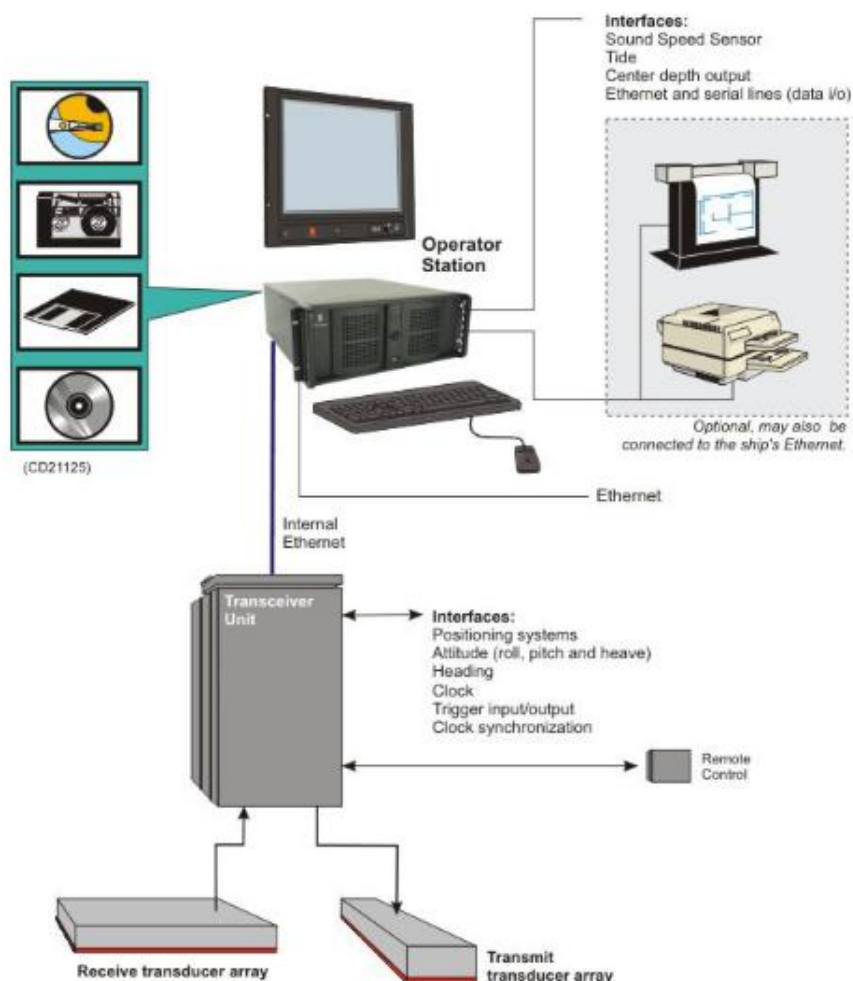 Interfaces:
Sound Speed Sensor
Tide
Center depth output
Ethernet and serial lines (data i/o)
Operator
Station
Optional, may also be
connected to the ship's Ethernet.
(CD21125)
Ethernet
Internal
Ethernet
Transceiver
Unit
Interfaces:
Positioning systems
Attitude (roll, pitch and heave)
Heading
Clock
Trigger input/output
Clock synchronization
Remote
Control
Receive transducer array
Transmit
transducer array